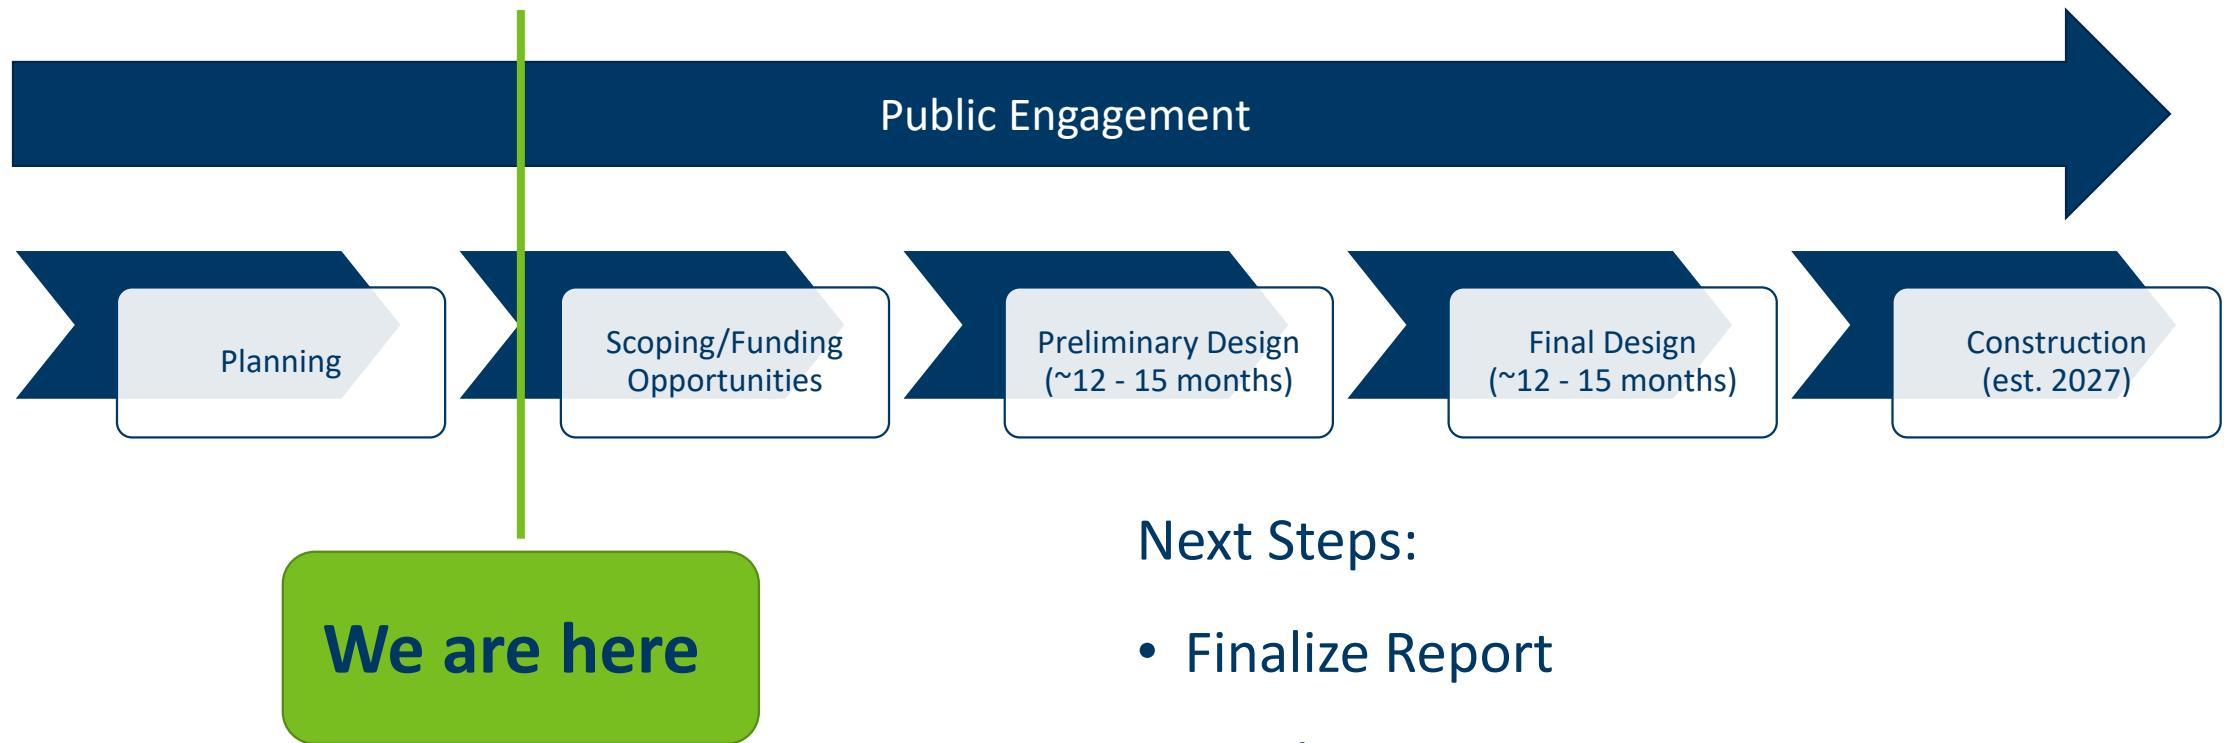 Public Engagement
Planning
Scoping/Funding
Opportunities
Preliminary Design
(~12 - 15 months)
Final Design
(~12 - 15 months)
Construction
(est. 2027)
We are here
Next Steps:
• Finalize Report